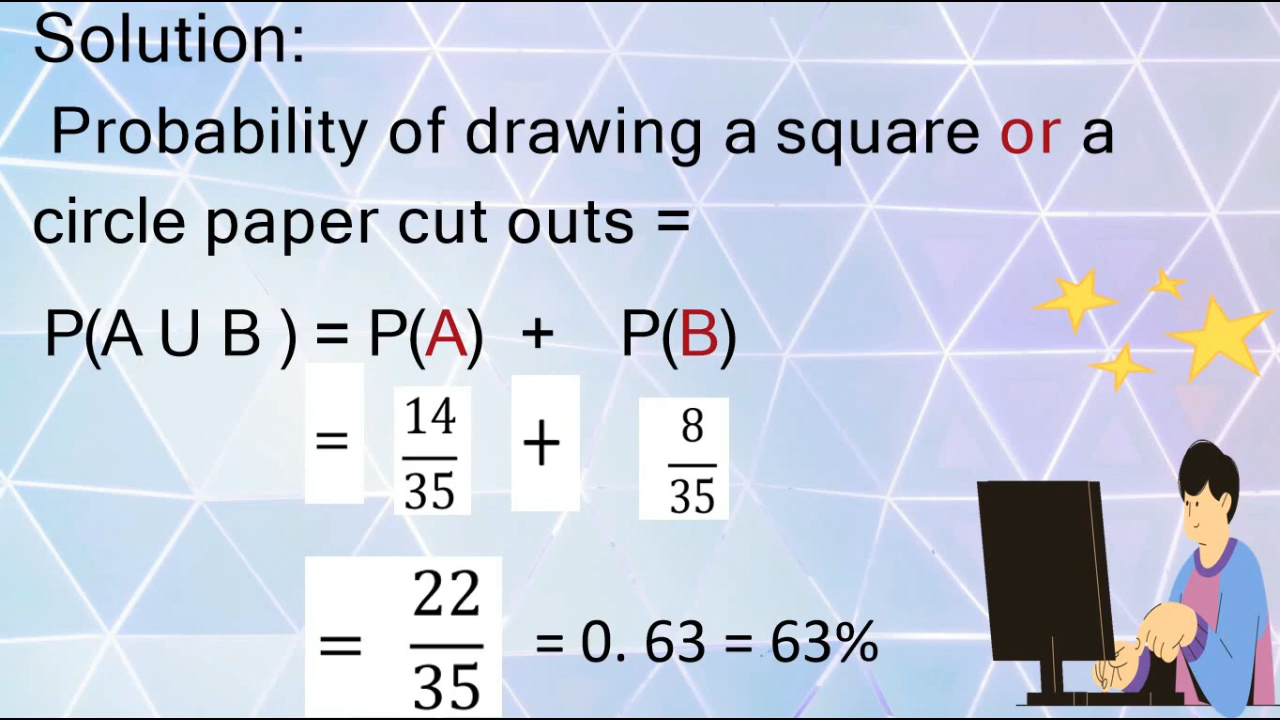 Solution:
Probability of drawing a square or a
circle paper cut outs =
P(A U B ) = P(A) + P(B)
= 14/35 + 8/35
= 22/35 = 0. 63 = 63%